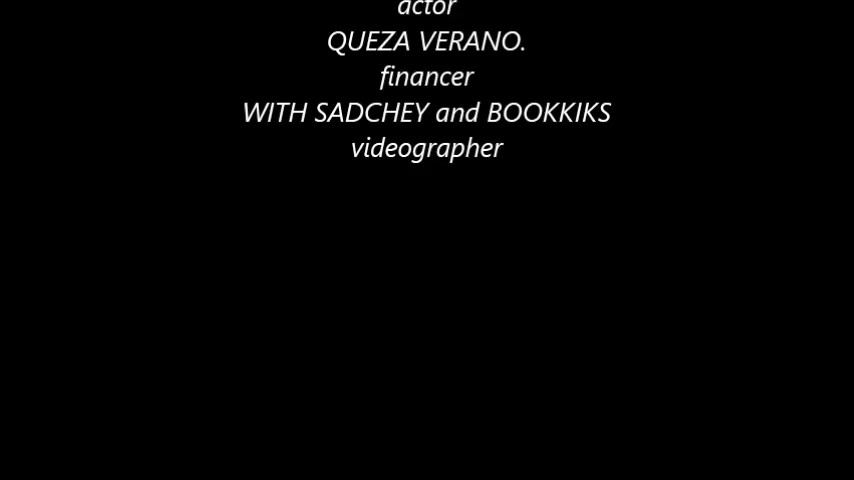 actor
QUEZA VERANO.
financer
WITH SADCHEY and BOOKKIKS
videographer